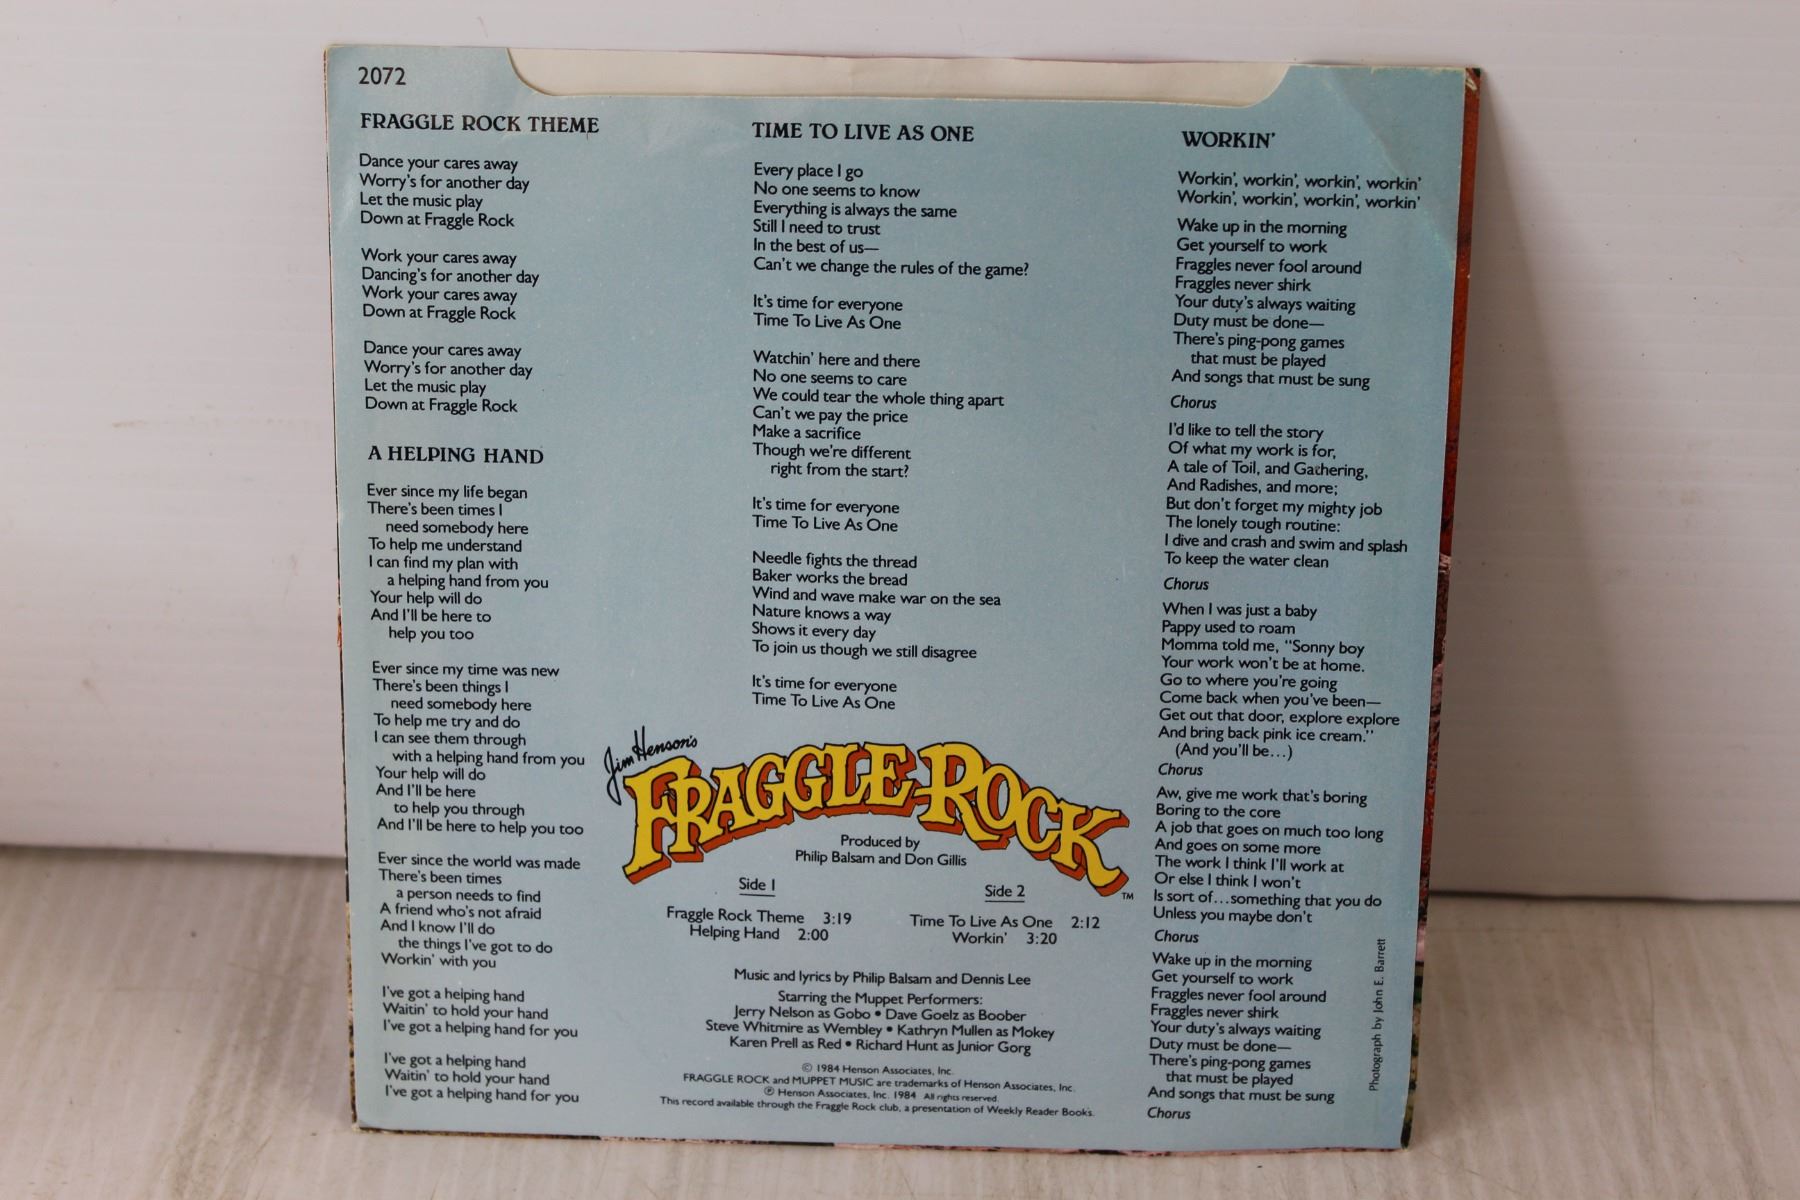 2072
FRAGGLE ROCK THEME
Dance your cares away
Worry's for another day
Let the music play
Down at Fraggle Rock
Work your cares away
Dancing's for another day
Work your cares away
Down at Fraggle Rock
Dance your cares away
Worry's for another day
Let the music play
Down at Fraggle Rock
A HELPING HAND
Ever since my life began
There's been times I
need somebody here
To help me understand
I can find my plan with
a helping hand from you
Your help will do
And I'll be here to
help you too
Ever since my time was new
There's been things I
need somebody here
To help me try and do
I can see them through
with a helping hand from you
Your help will do
And I'll be here
to help you through
And I'll be here to help you too
Ever since the world was made
There's been times
a person needs to find
A friend who's not afraid
And I know I'll do
the things I've got to do
Workin' with you
I've got a helping hand
Waitin' to hold your hand
I've got a helping hand for you
I've got a helping hand
Waitin' to hold your hand
I've got a helping hand for you
TIME TO LIVE AS ONE
Every place I go
No one seems to know
Everything is always the same
Still I need to trust
In the best of us—
Can't we change the rules of the game?
It's time for everyone
Time To Live As One
Watchin' here and there
No one seems to care
We could tear the whole thing apart
Can't we pay the price
Make a sacrifice
Though we're different
right from the start?
It's time for everyone
Time To Live As One
Needle fights the thread
Baker works the bread
Wind and wave make war on the sea
Nature knows a way
Shows it every day
To join us though we still disagree
It's time for everyone
Time To Live As One
Jim Henson's
FRAGGLE ROCK
TM
Produced by
Philip Balsam and Don Gillis
Side 1
Fraggle Rock Theme 3:19
Helping Hand 2:00
Side 2
Time To Live As One 2:12
Workin' 3:20
Music and lyrics by Philip Balsam and Dennis Lee
Starring the Muppet Performers:
Jerry Nelson as Gobo • Dave Goelz as Boober
Steve Whitmire as Wembley • Kathryn Mullen as Mokey
Karen Prell as Red • Richard Hunt as Junior Gorg
© 1984 Henson Associates, Inc.
FRAGGLE ROCK and MUPPET MUSIC are trademarks of Henson Associates, Inc.
℗ Henson Associates, Inc. 1984 All rights reserved.
This record available through the Fraggle Rock club, a presentation of Weekly Reader Books.
WORKIN'
Workin', workin', workin', workin'
Workin', workin', workin', workin'
Wake up in the morning
Get yourself to work
Fraggles never fool around
Fraggles never shirk
Your duty's always waiting
Duty must be done—
There's ping-pong games
that must be played
And songs that must be sung
Chorus
I'd like to tell the story
Of what my work is for,
A tale of Toil, and Gathering,
And Radishes, and more;
But don't forget my mighty job
The lonely tough routine:
I dive and crash and swim and splash
To keep the water clean
Chorus
When I was just a baby
Pappy used to roam
Momma told me, "Sonny boy
Your work won't be at home.
Go to where you're going
Come back when you've been—
Get out that door, explore explore
And bring back pink ice cream."
(And you'll be...)
Chorus
Aw, give me work that's boring
Boring to the core
A job that goes on much too long
And goes on some more
The work I think I'll work at
Or else I think I won't
Is sort of...something that you do
Unless you maybe don't
Chorus
Wake up in the morning
Get yourself to work
Fraggles never fool around
Fraggles never shirk
Your duty's always waiting
Duty must be done—
There's ping-pong games
that must be played
And songs that must be sung
Chorus
Photograph by John E. Barrett